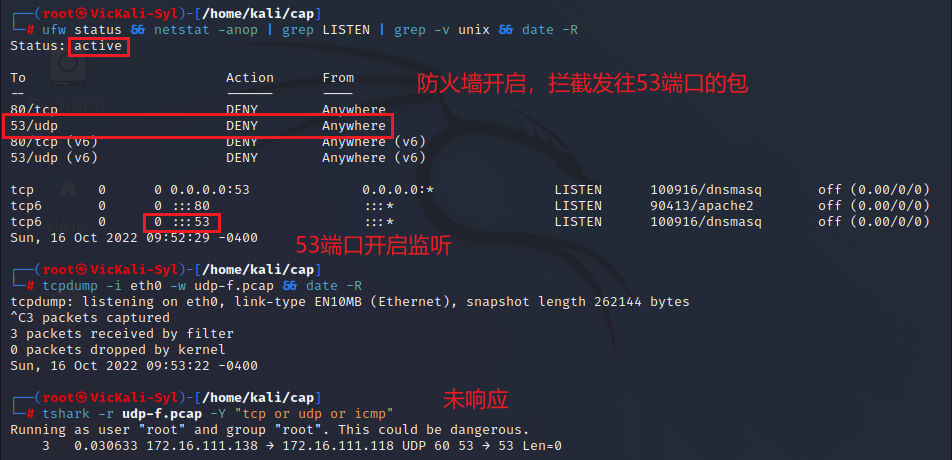 ┌──(root㉿VicKali-Syl)-[/home/kali/cap]
└─# ufw status && netstat -anop | grep LISTEN | grep -v unix && date -R
Status: active
To Action From
-- ------ ----
防火墙开启，拦截发往53端口的包
80/tcp DENY Anywhere
53/udp DENY Anywhere
80/tcp (v6) DENY Anywhere (v6)
53/udp (v6) DENY Anywhere (v6)
tcp 0 0 0.0.0.0:53 0.0.0.0:* LISTEN 100916/dnsmasq off (0.00/0/0)
tcp6 0 0 :::80 :::* LISTEN 90413/apache2 off (0.00/0/0)
tcp6 0 0 :::53 :::* LISTEN 100916/dnsmasq off (0.00/0/0)
Sun, 16 Oct 2022 09:52:29 -0400
53端口开启监听
┌──(root㉿VicKali-Syl)-[/home/kali/cap]
└─# tcpdump -i eth0 -w udp-f.pcap && date -R
tcpdump: listening on eth0, link-type EN10MB (Ethernet), snapshot length 262144 bytes
^C3 packets captured
3 packets received by filter
0 packets dropped by kernel
Sun, 16 Oct 2022 09:53:22 -0400
┌──(root㉿VicKali-Syl)-[/home/kali/cap]
未响应
└─# tshark -r udp-f.pcap -Y "tcp or udp or icmp"
Running as user "root" and group "root". This could be dangerous.
3 0.030633 172.16.111.138 → 172.16.111.118 UDP 60 53 → 53 Len=0